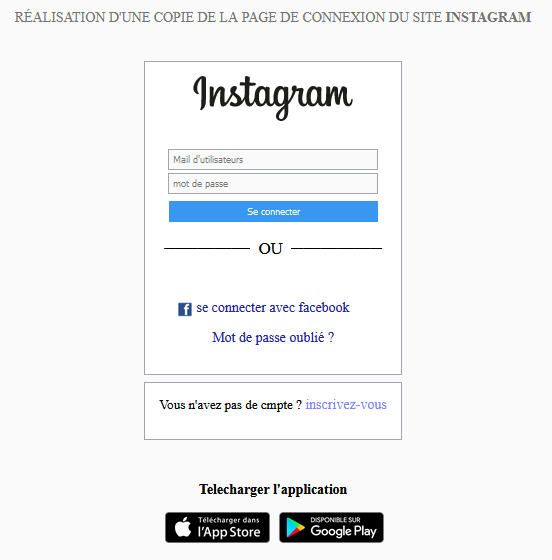 RÉALISATION D'UNE COPIE DE LA PAGE DE CONNEXION DU SITE INSTAGRAM
Instagram
Mail d'utilisateurs
mot de passe
Se connecter
OU
se connecter avec facebook
Mot de passe oublié ?
Vous n'avez pas de cmpte ? inscrivez-vous
Telecharger l'application
Télécharger dans
l'App Store
DISPONIBLE SUR
Google Play